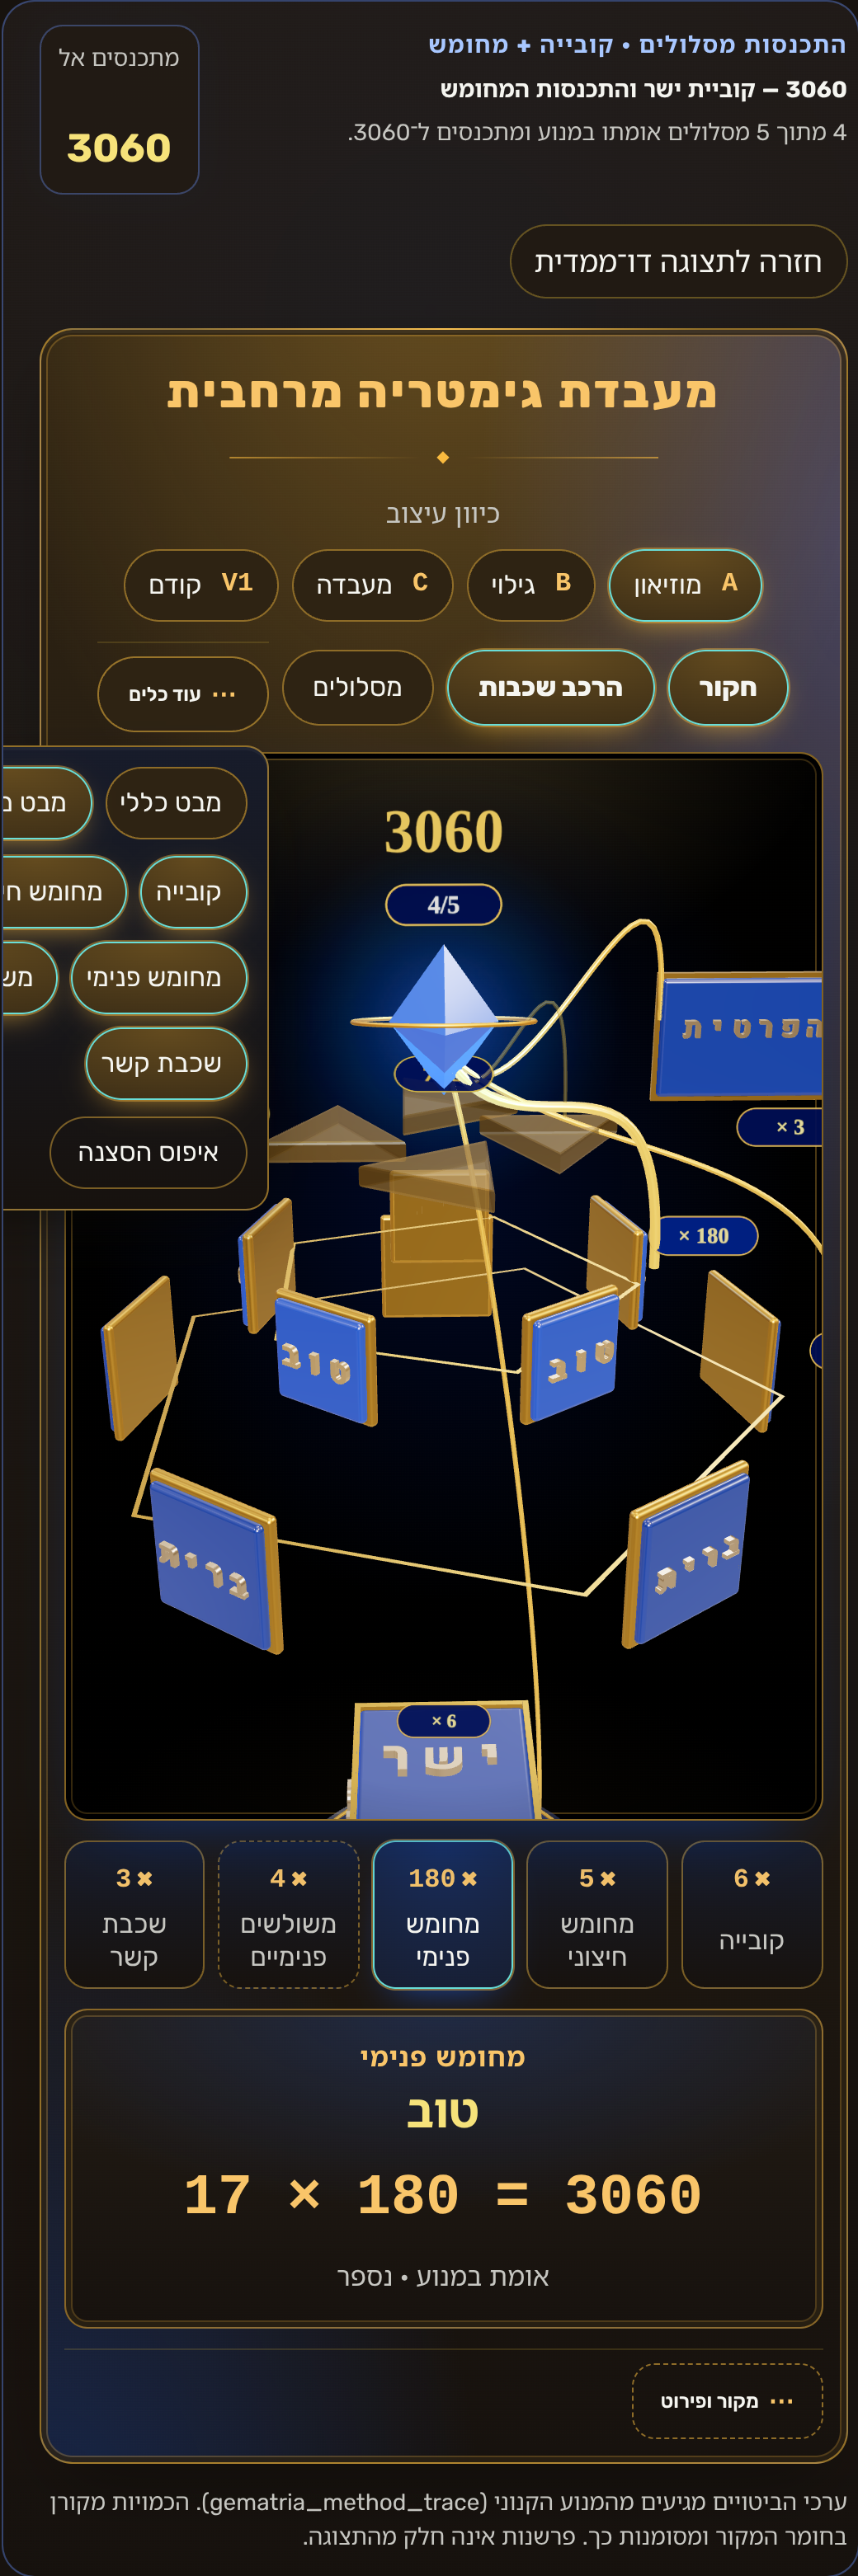 התכנסות מסלולים • קובייה + מחומש
3060 — קוביית ישר והתכנסות המחומש
4 מתוך 5 מסלולים אומתו במנוע ומתכנסים ל־3060.
מתכנסים אל
3060
חזרה לתצוגה דו־ממדית
מעבדת גימטריה מרחבית
כיוון עיצוב
A מוזיאון
B גילוי
C מעבדה
V1 קודם
חקור
הרכב שכבות
מסלולים
••• עוד כלים
מבט כללי
מבט
קובייה
מחומש
מחומש פנימי
שכבת קשר
איפוס הסצנה
3060
4/5
הפרטית
× 3
× 180
טוב
טוב
ברית
ברית
× 6
ישר
6 ×
קובייה
5 ×
מחומש
חיצוני
180 ×
מחומש
פנימי
4 ×
משולשים
פנימיים
3 ×
שכבת
קשר
מחומש פנימי
טוב
17 × 180 = 3060
אומת במנוע • נספר
••• מקור ופירוט
ערכי הביטויים מגיעים מהמנוע הקנוני (gematria_method_trace). הכמויות מקורן
בחומר המקור ומסומנות כך. פרשנות אינה חלק מהתצוגה.